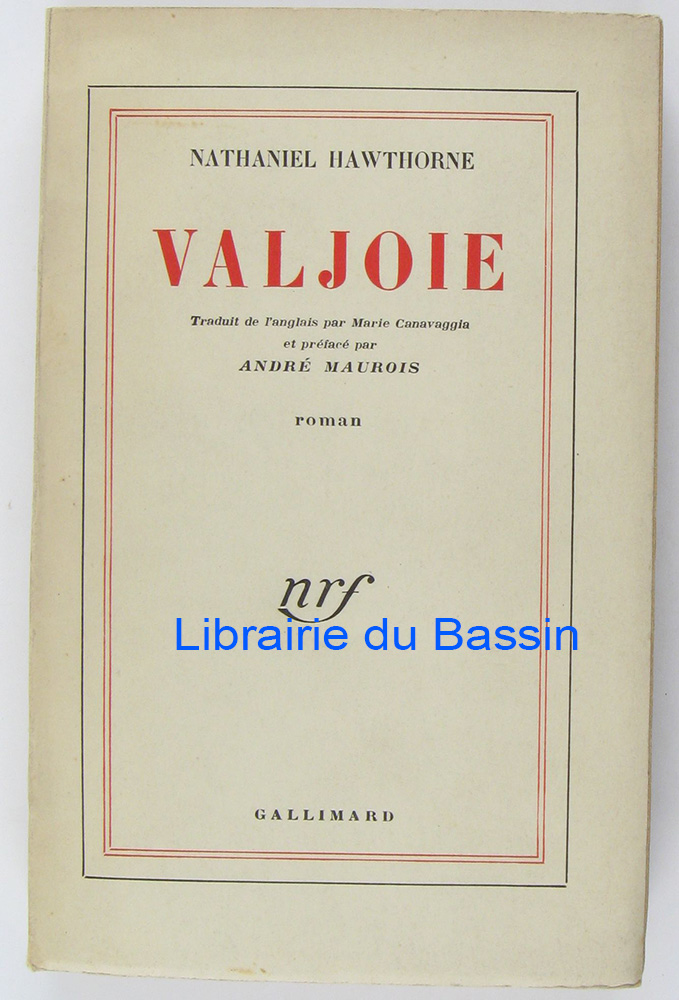 NATHANIEL HAWTHORNE
VALJOIE
Traduit de l'anglais par Marie Canavaggia
et préfacé par
ANDRÉ MAUROIS
roman
nrf
Librairie du Bassin
GALLIMARD